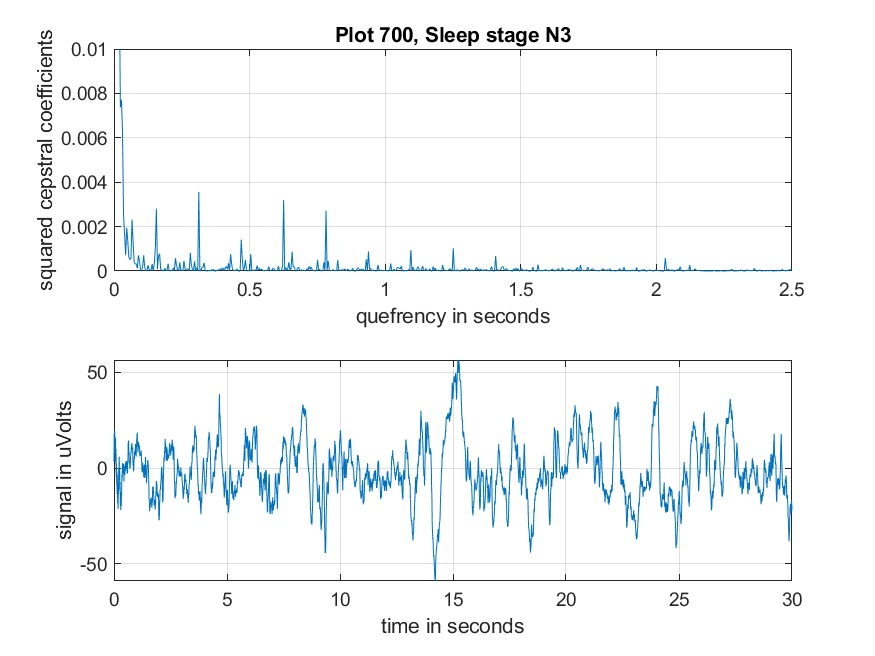 Plot 700, Sleep stage N3
squared cepstral coefficients
0.01
0.008
0.006
0.004
0.002
0
0 0.5 1 1.5 2 2.5
quefrency in seconds
signal in uVolts
50
0
-50
0 5 10 15 20 25 30
time in seconds